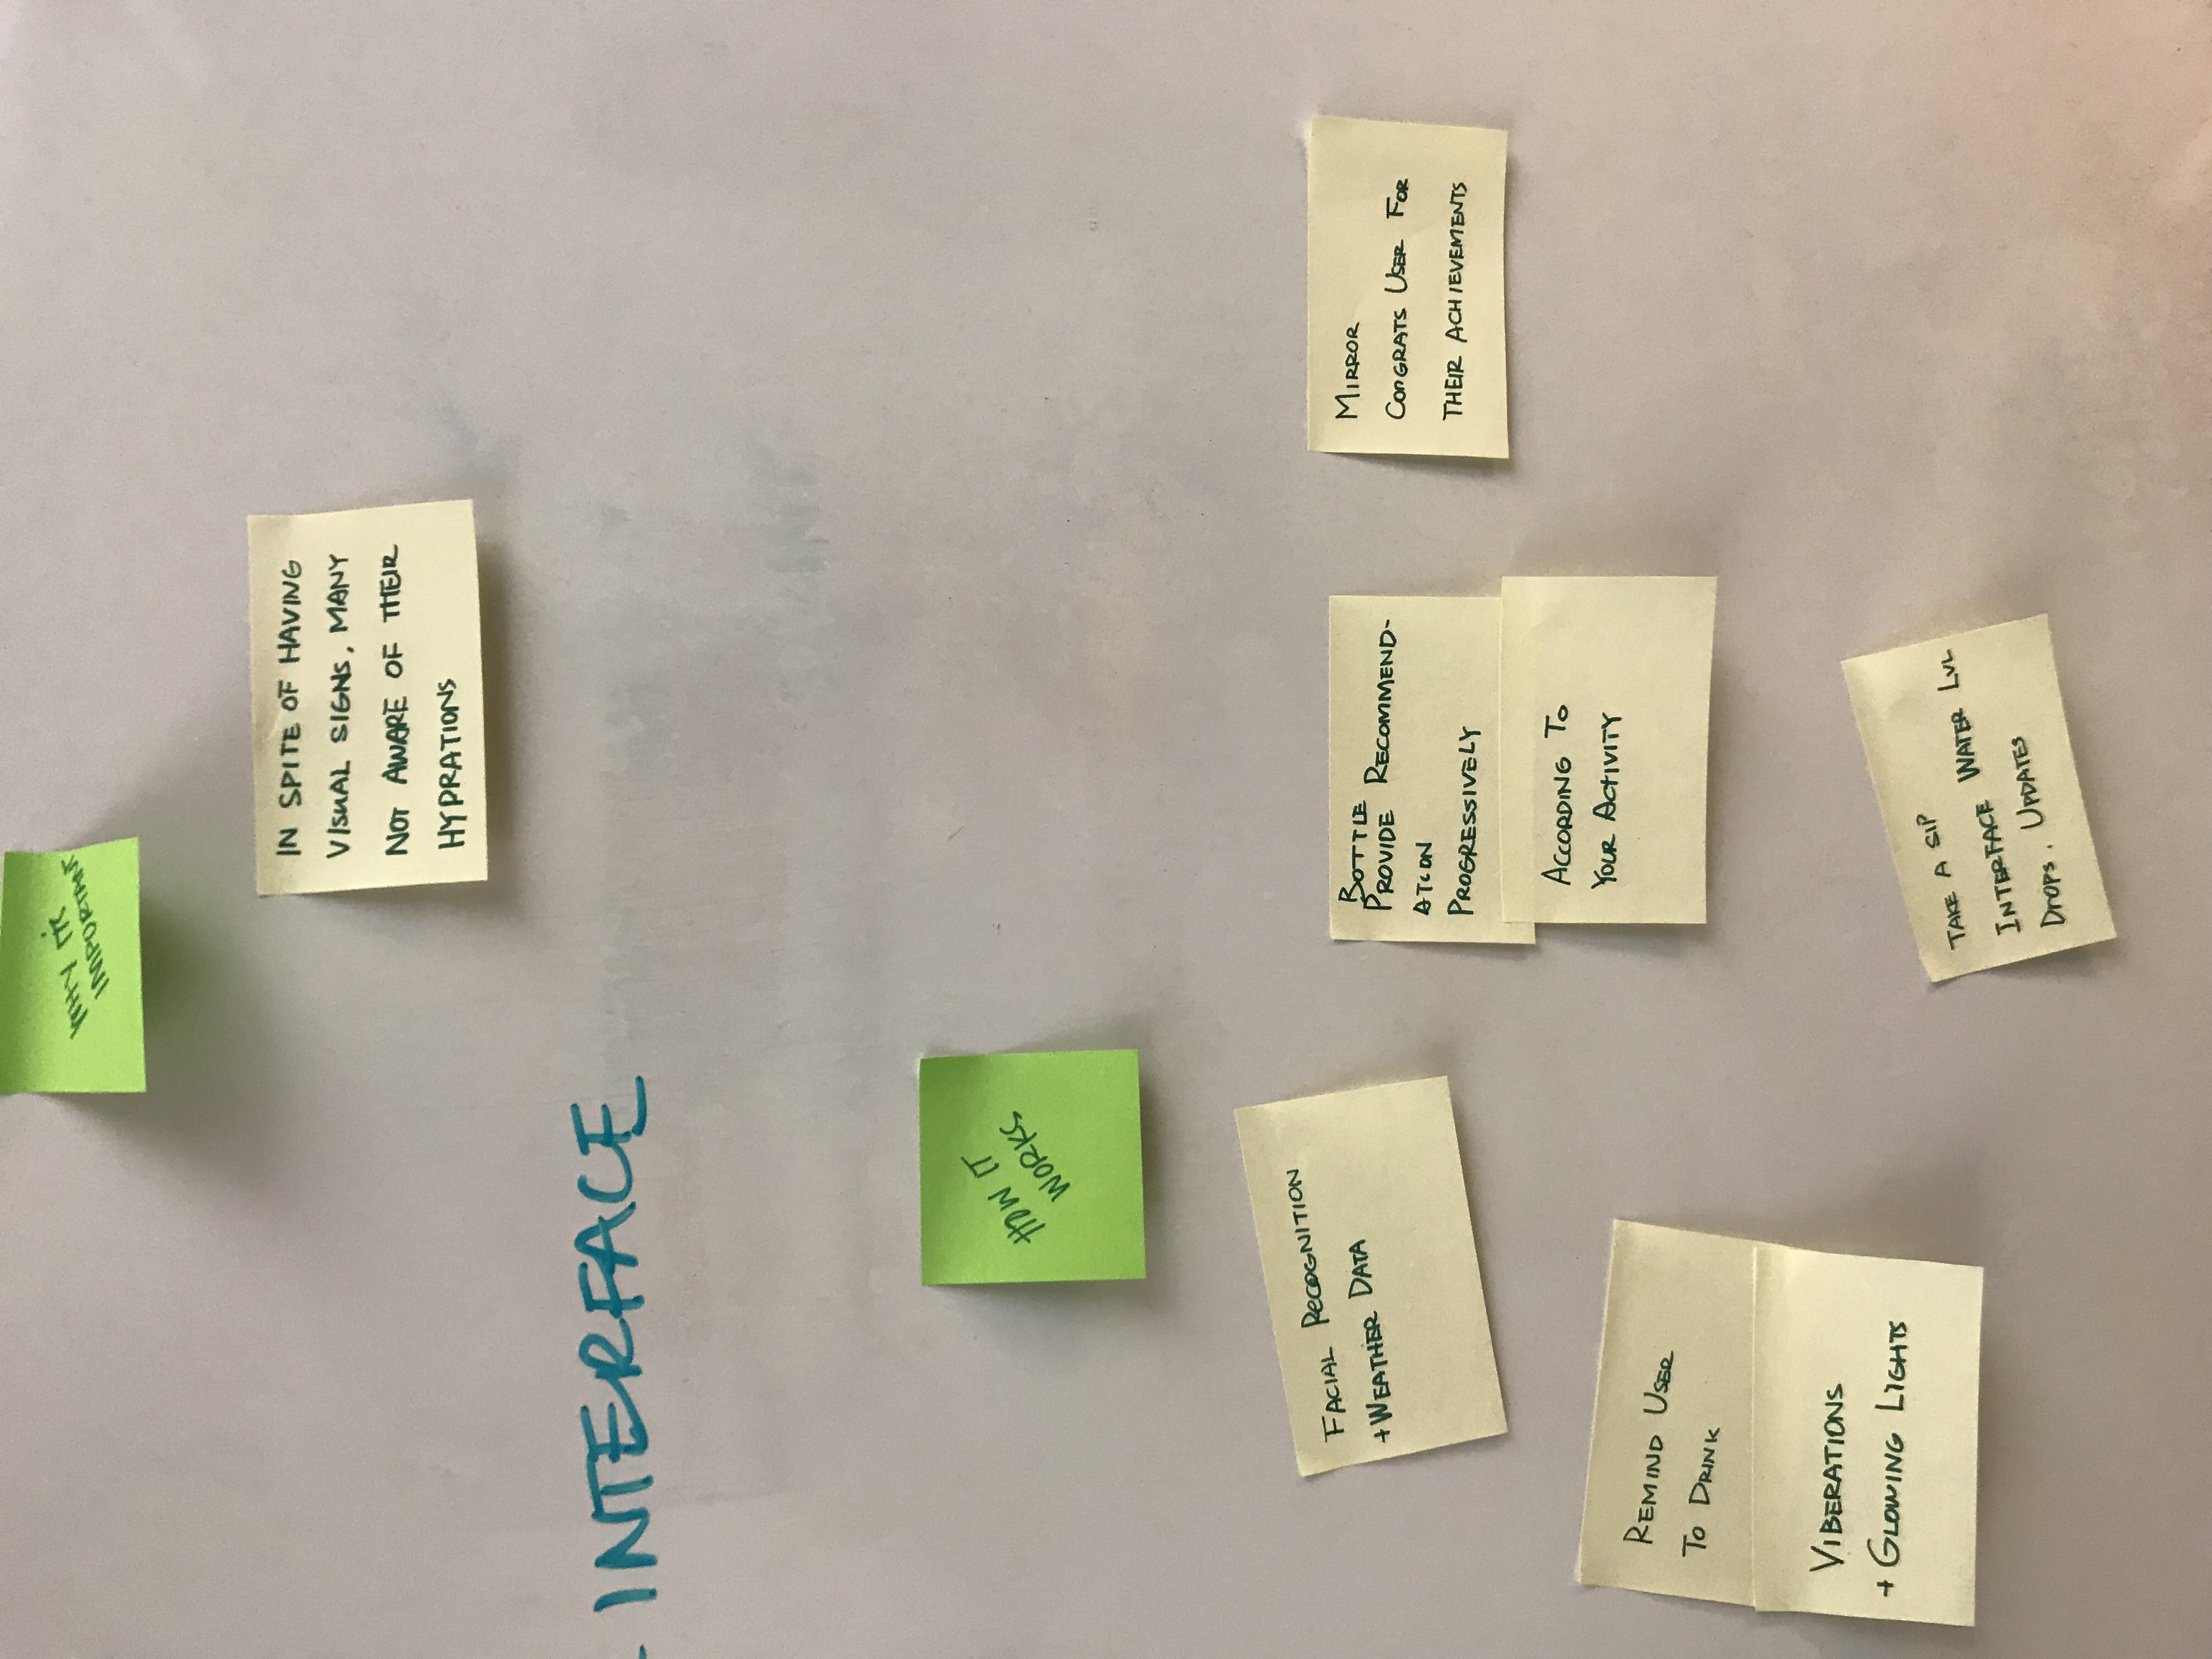 WHY IT'S
IMPORTANT
IN SPITE OF HAVING
VISUAL SIGNS, MANY
NOT AWARE OF THEIR
HYDRATIONS
INTERFACE
HOW IT
WORKS
FACIAL RECOGNITION
+ WEATHER DATA
BOTTLE
PROVIDE RECOMMEND-
ATION
PROGRESSIVELY
ACCORDING TO
YOUR ACTIVITY
MIRROR
CONGRATS USER FOR
THEIR ACHIEVEMENTS
REMIND USER
TO DRINK
VIBERATIONS
+ GLOWING LIGHTS
TAKE A SIP
INTERFACE WATER LVL
DROPS, UPDATES